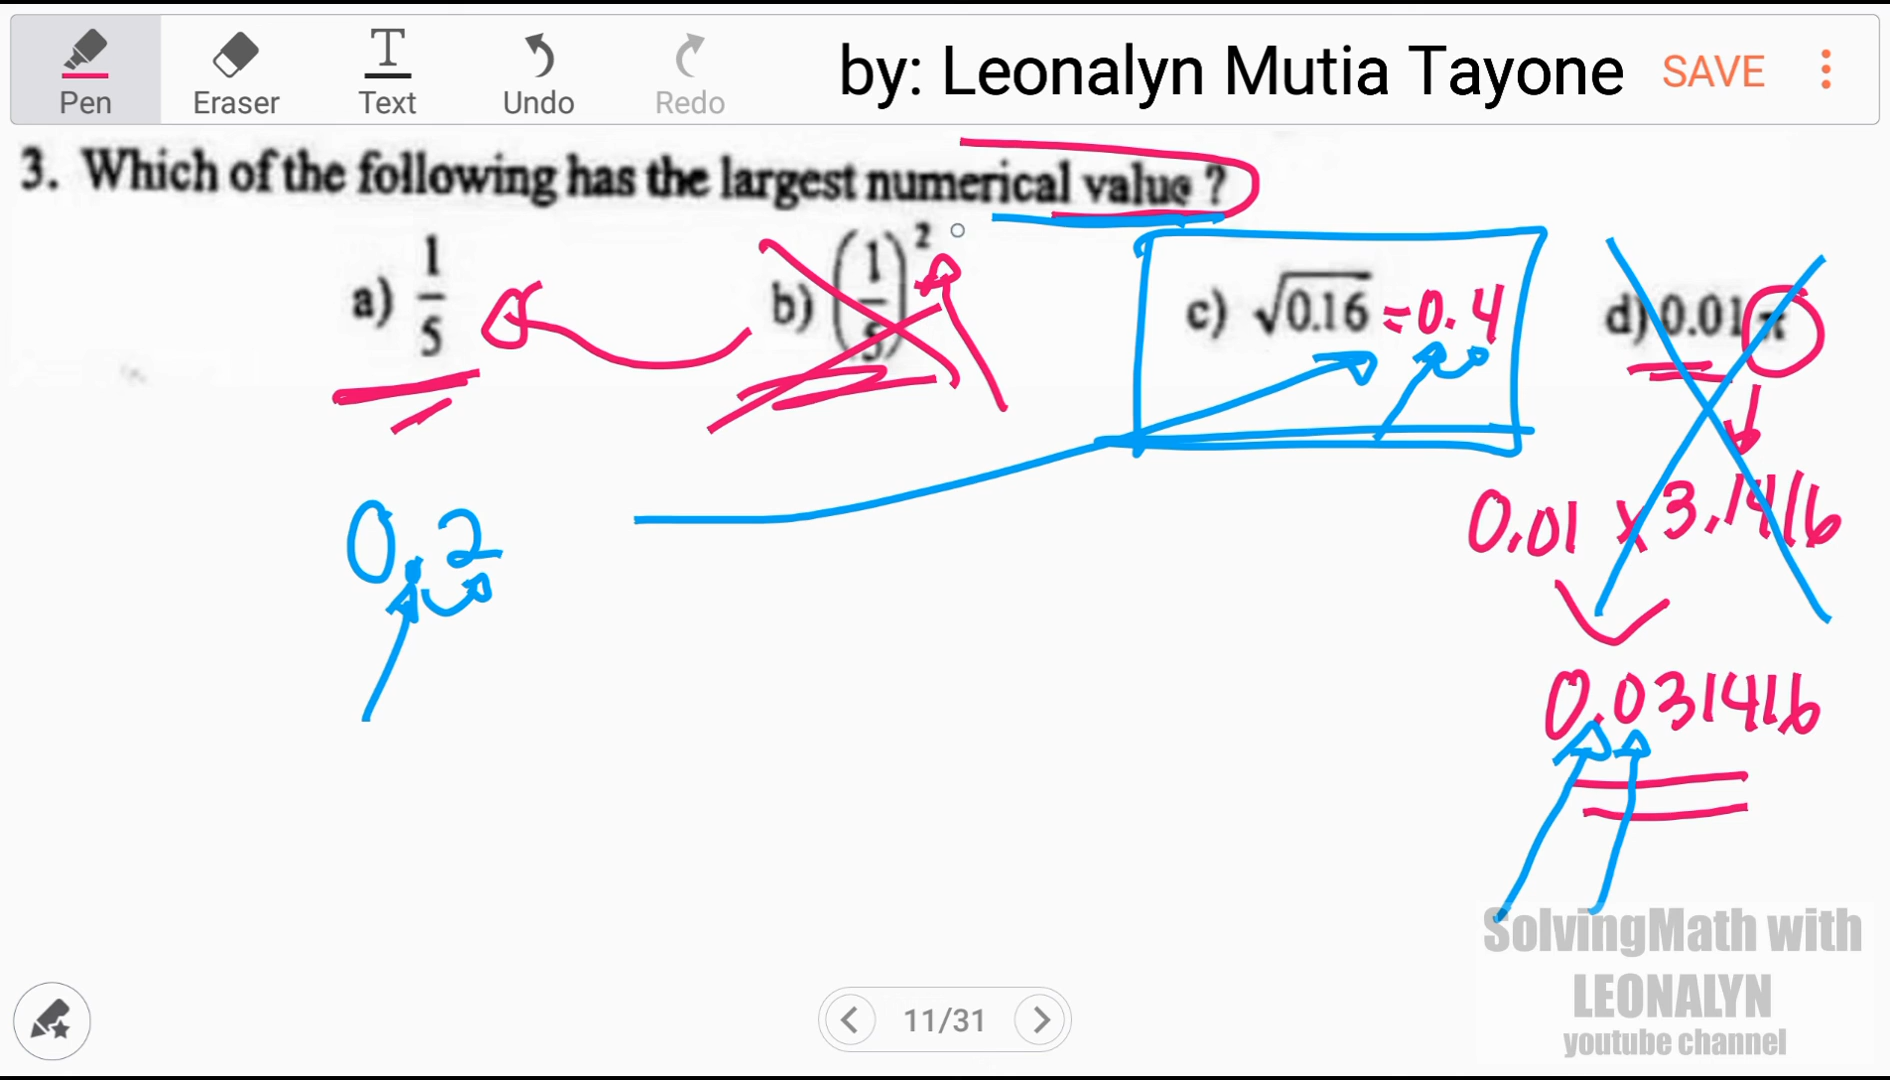 Pen Eraser Text Undo Redo by: Leonalyn Mutia Tayone SAVE
3. Which of the following has the largest numerical value ?
a) 1/5 b) (1/5)² c) √0.16 = 0.4 d) 0.01π
0.2
0.01 x 3.1416
0.031416
SolvingMath with
LEONALYN
youtube channel
11/31